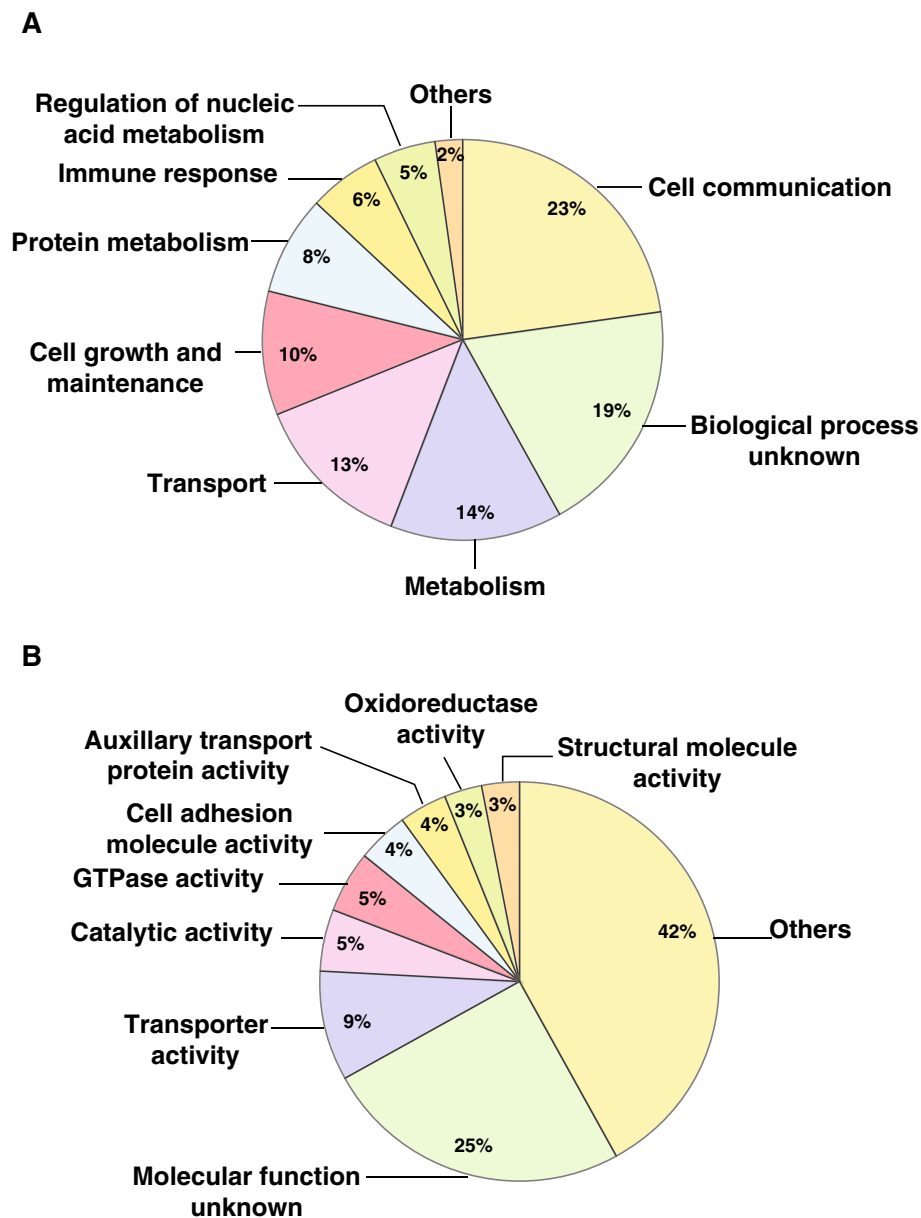 A
Others
2%
Regulation of nucleic
acid metabolism
5%
Immune response
6%
Protein metabolism
8%
Cell growth and
maintenance
10%
Transport
13%
Metabolism
14%
Biological process
unknown
19%
Cell communication
23%
B
Oxidoreductase
activity
3%
Structural molecule
activity
3%
Auxillary transport
protein activity
4%
Cell adhesion
molecule activity
4%
GTPase activity
5%
Catalytic activity
5%
Transporter
activity
9%
Molecular function
unknown
25%
Others
42%